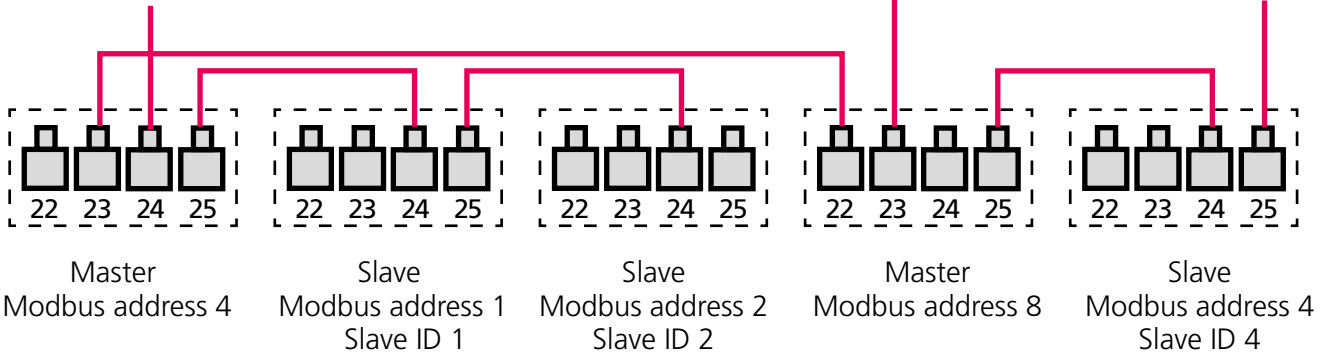 22 23 24 25 22 23 24 25 22 23 24 25 22 23 24 25 22 23 24 25
Master
Modbus address 4
Slave
Modbus address 1
Slave ID 1
Slave
Modbus address 2
Slave ID 2
Master
Modbus address 8
Slave
Modbus address 4
Slave ID 4